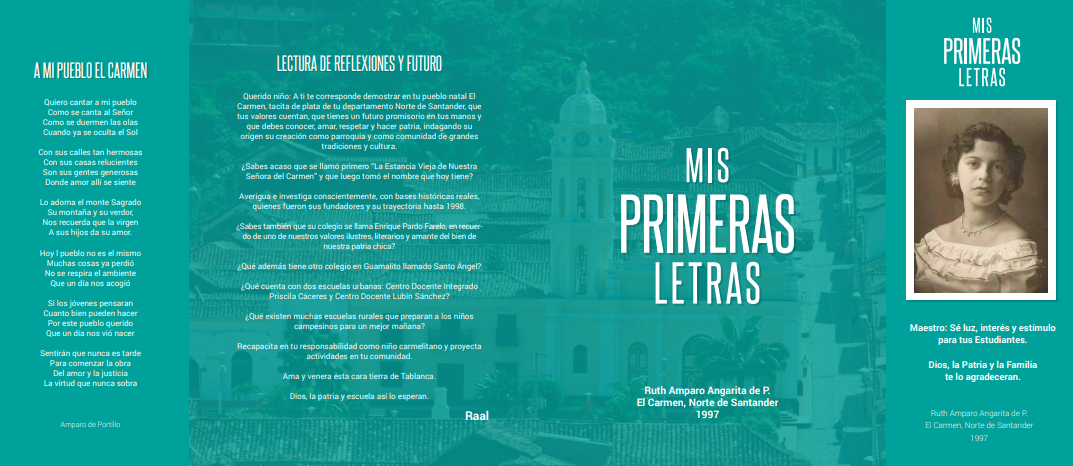 A MI PUEBLO EL CARMEN
Quiero cantar a mi pueblo
Como se canta al Señor
Como se duermen las olas
Cuando ya se oculta el Sol
Con sus calles tan hermosas
Con sus casas relucientes
Son sus gentes generosas
Donde amor allí se siente
Lo adorna el monte Sagrado
Su montaña y su verdor,
Nos recuerda que la virgen
A sus hijos da su amor.
Hoy l pueblo no es el mismo
Muchas cosas ya perdió
No se respira el ambiente
Que un día nos acogió
Si los jóvenes pensaran
Cuanto bien pueden hacer
Por este pueblo querido
Que un día nos vió nacer
Sentirán que nunca es tarde
Para comenzar la obra
Del amor y la justicia
La virtud que nunca sobra
Amparo de Portillo
LECTURA DE REFLEXIONES Y FUTURO
Querido niño: A ti te corresponde demostrar en tu pueblo natal El
Carmen, tacita de plata de tu departamento Norte de Santander, que
tus valores cuentan, que tienes un futuro promisorio en tus manos y
que debes conocer, amar, respetar y hacer patria, indagando su
origen su creación como parroquia y como comunidad de grandes
tradiciones y cultura.
¿Sabes acaso que se llamó primero "La Estancia Vieja de Nuestra
Señora del Carmen" y que luego tomó el nombre que hoy tiene?
Averigua e investiga conscientemente, con bases históricas reales,
quienes fueron sus fundadores y su trayectoria hasta 1998.
¿Sabes también que su colegio se llama Enrique Pardo Farelo, en recuer-
do de uno de nuestros valores ilustres, literarios y amante del bien de
nuestra patria chica?
¿Qué además tiene otro colegio en Guamalito llamado Santo Ángel?
¿Qué cuenta con dos escuelas urbanas: Centro Docente Integrado
Priscila Cáceres y Centro Docente Lubín Sánchez?
¿Qué existen muchas escuelas rurales que preparan a los niños
campesinos para un mejor mañana?
Recapacita en tu responsabilidad como niño carmelitano y proyecta
actividades en tu comunidad.
Ama y venera ésta cara tierra de Tablanca.
Dios, la patria y escuela así lo esperan.
Raal
MIS
PRIMERAS
LETRAS
Ruth Amparo Angarita de P.
El Carmen, Norte de Santander
1997
MIS
PRIMERAS
LETRAS
Maestro: Sé luz, interés y estímulo
para tus Estudiantes.
Dios, la Patria y la Familia
te lo agradeceran.
Ruth Amparo Angarita de P.
El Carmen, Norte de Santander
1997